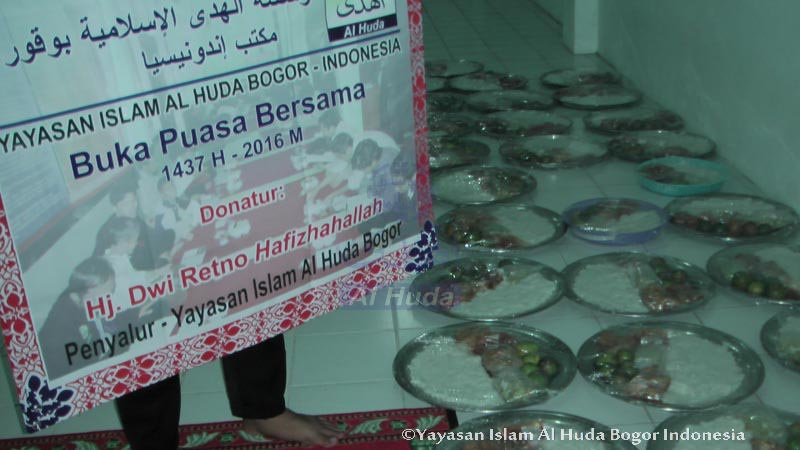 الهدى الإسلامية بوقور
مكتب إندونيسيا
الهدى
Al Huda
YAYASAN ISLAM AL HUDA BOGOR - INDONESIA
Buka Puasa Bersama
1437 H - 2016 M
Donatur:
Hj. Dwi Retno Hafizhahallah
Penyalur - Yayasan Islam Al Huda Bogor
Al Huda
©Yayasan Islam Al Huda Bogor Indonesia